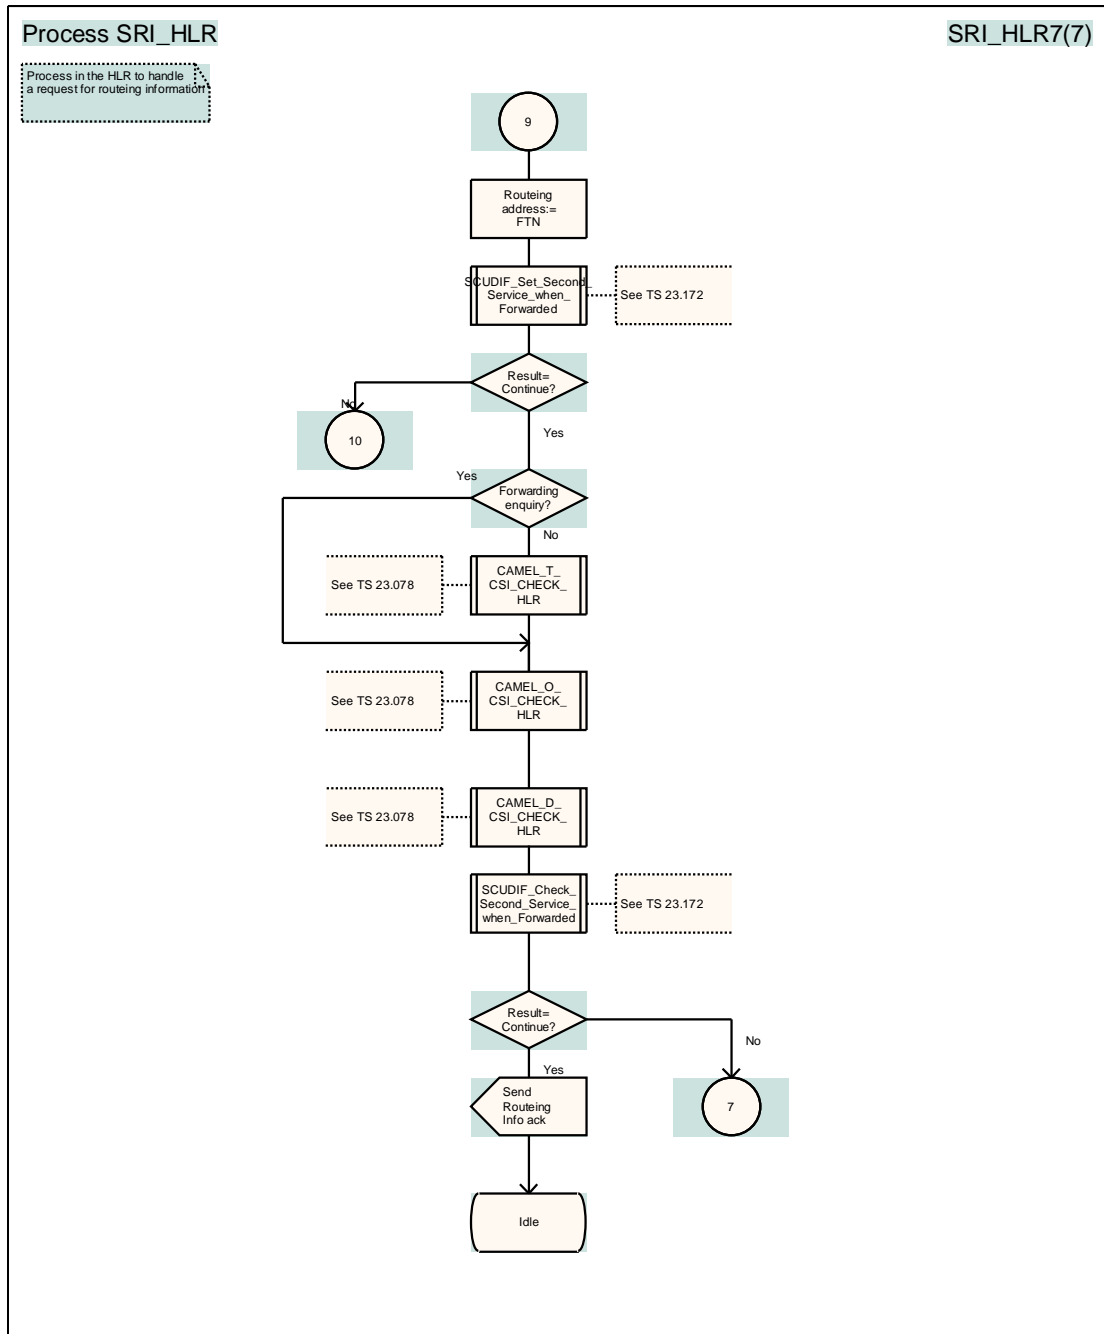 Process SRI_HLR
SRI_HLR7(7)
Process in the HLR to handle
a request for routeing information
9
Routeing
address:=
FTN
SCUDIF_Set_Second_
Service_when_
Forwarded
See TS 23.172
Result=
Continue?
No
10
Yes
Yes
Forwarding
enquiry?
No
See TS 23.078
CAMEL_T_
CSI_CHECK_
HLR
See TS 23.078
CAMEL_O_
CSI_CHECK_
HLR
See TS 23.078
CAMEL_D_
CSI_CHECK_
HLR
SCUDIF_Check_
Second_Service_
when_Forwarded
See TS 23.172
Result=
Continue?
No
Yes
Send
Routeing
Info ack
7
Idle